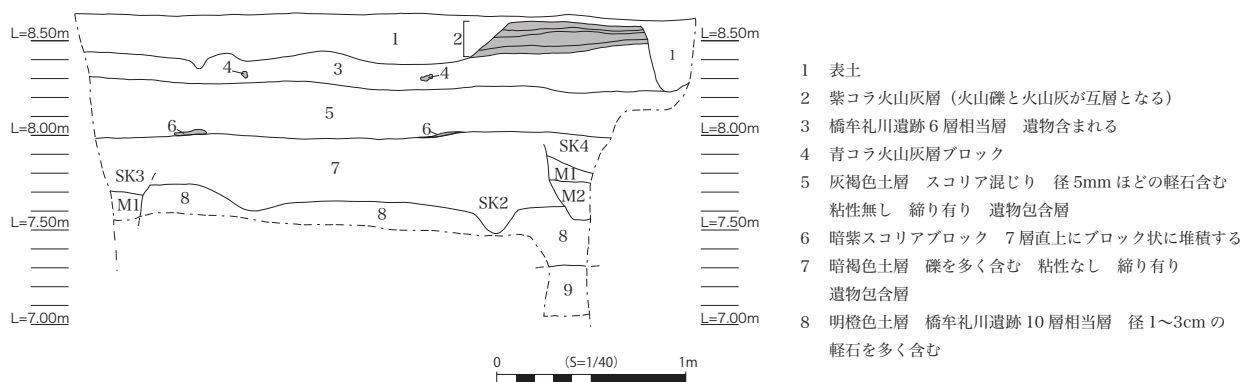 L=8.50m
L=8.00m
L=7.50m
L=7.00m
1
2
1
4
3
4
5
6
6
SK4
7
M1
SK3
M1
8
8
SK2
M2
8
9
L=8.50m
L=8.00m
L=7.50m
L=7.00m
0 (S=1/40) 1m
1 表土
2 紫コラ火山灰層（火山礫と火山灰が互層となる）
3 橋牟礼川遺跡 6 層相当層 遺物含まれる
4 青コラ火山灰層ブロック
5 灰褐色土層 スコリア混じり 径 5mm ほどの軽石含む
粘性無し 締り有り 遺物包含層
6 暗紫スコリアブロック 7 層直上にブロック状に堆積する
7 暗褐色土層 礫を多く含む 粘性なし 締り有り
遺物包含層
8 明橙色土層 橋牟礼川遺跡 10 層相当層 径 1〜3cm の
軽石を多く含む